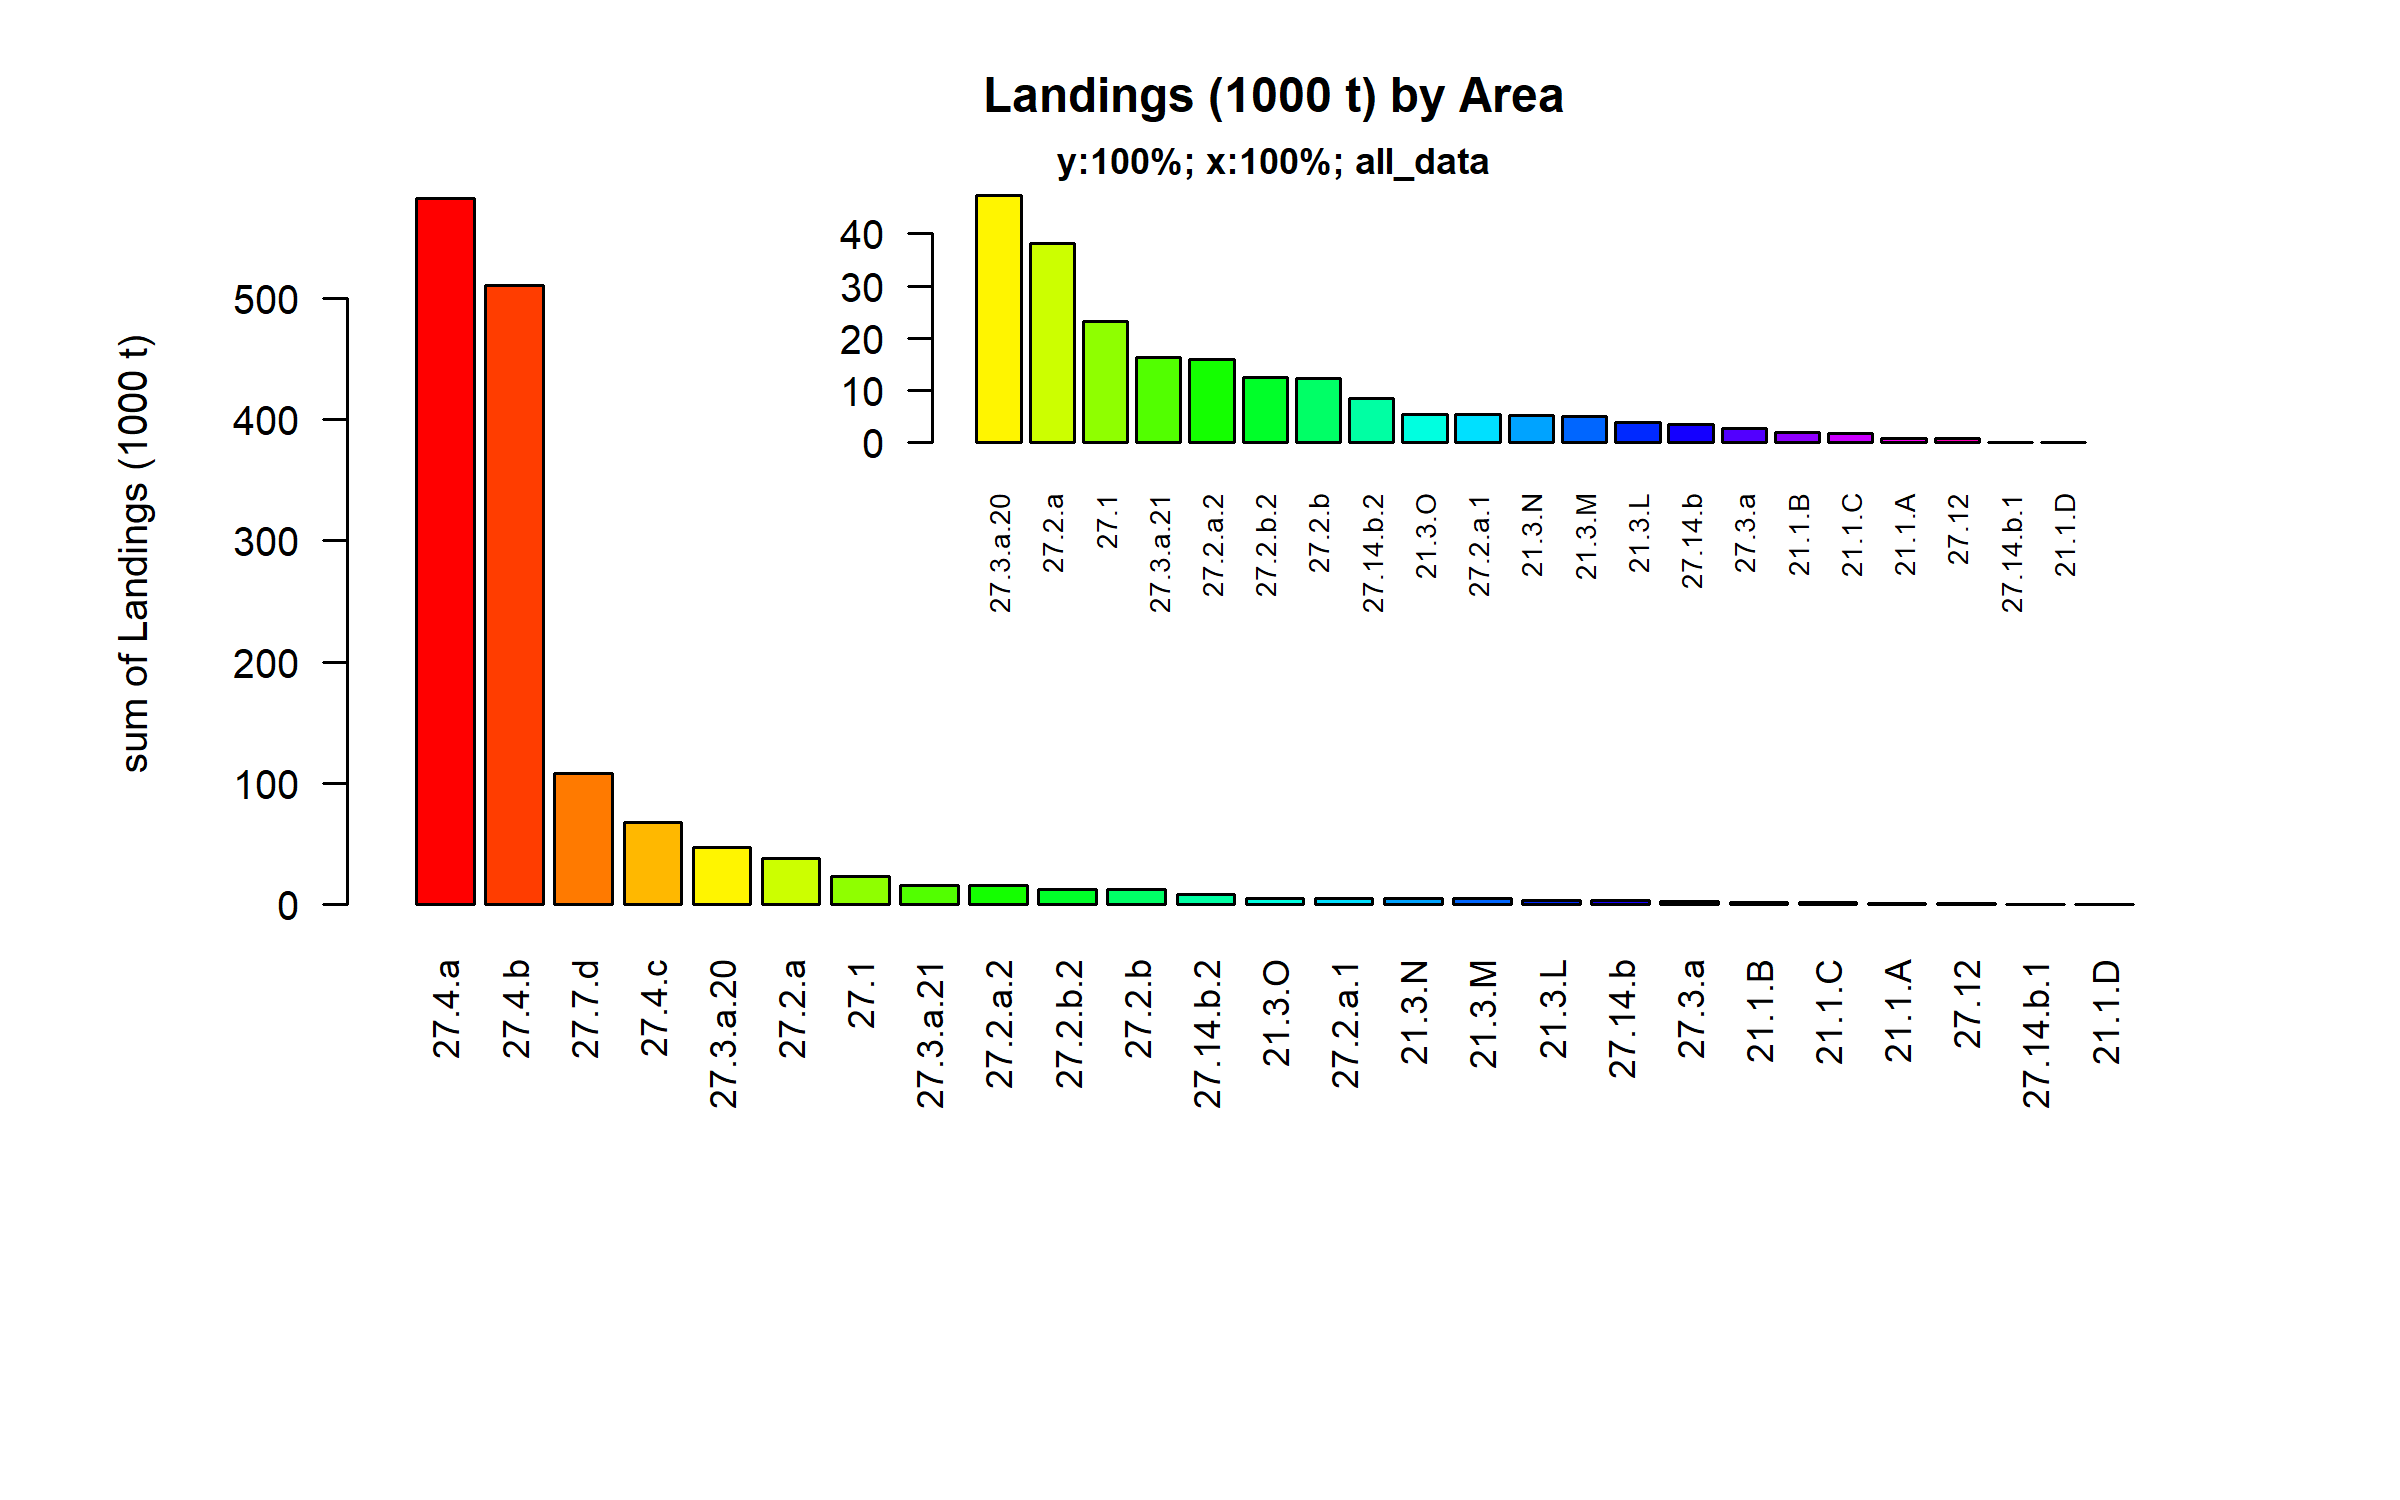 Landings (1000 t) by Area
y:100%; x:100%; all_data
sum of Landings (1000 t)
500
400
300
200
100
0
40
30
20
10
0
27.3.a.20
27.2.a
27.1
27.3.a.21
27.2.a.2
27.2.b.2
27.2.b
27.14.b.2
21.3.O
27.2.a.1
21.3.N
21.3.M
21.3.L
27.14.b
27.3.a
21.1.B
21.1.C
21.1.A
27.12
27.14.b.1
21.1.D
27.4.a
27.4.b
27.7.d
27.4.c
27.3.a.20
27.2.a
27.1
27.3.a.21
27.2.a.2
27.2.b.2
27.2.b
27.14.b.2
21.3.O
27.2.a.1
21.3.N
21.3.M
21.3.L
27.14.b
27.3.a
21.1.B
21.1.C
21.1.A
27.12
27.14.b.1
21.1.D